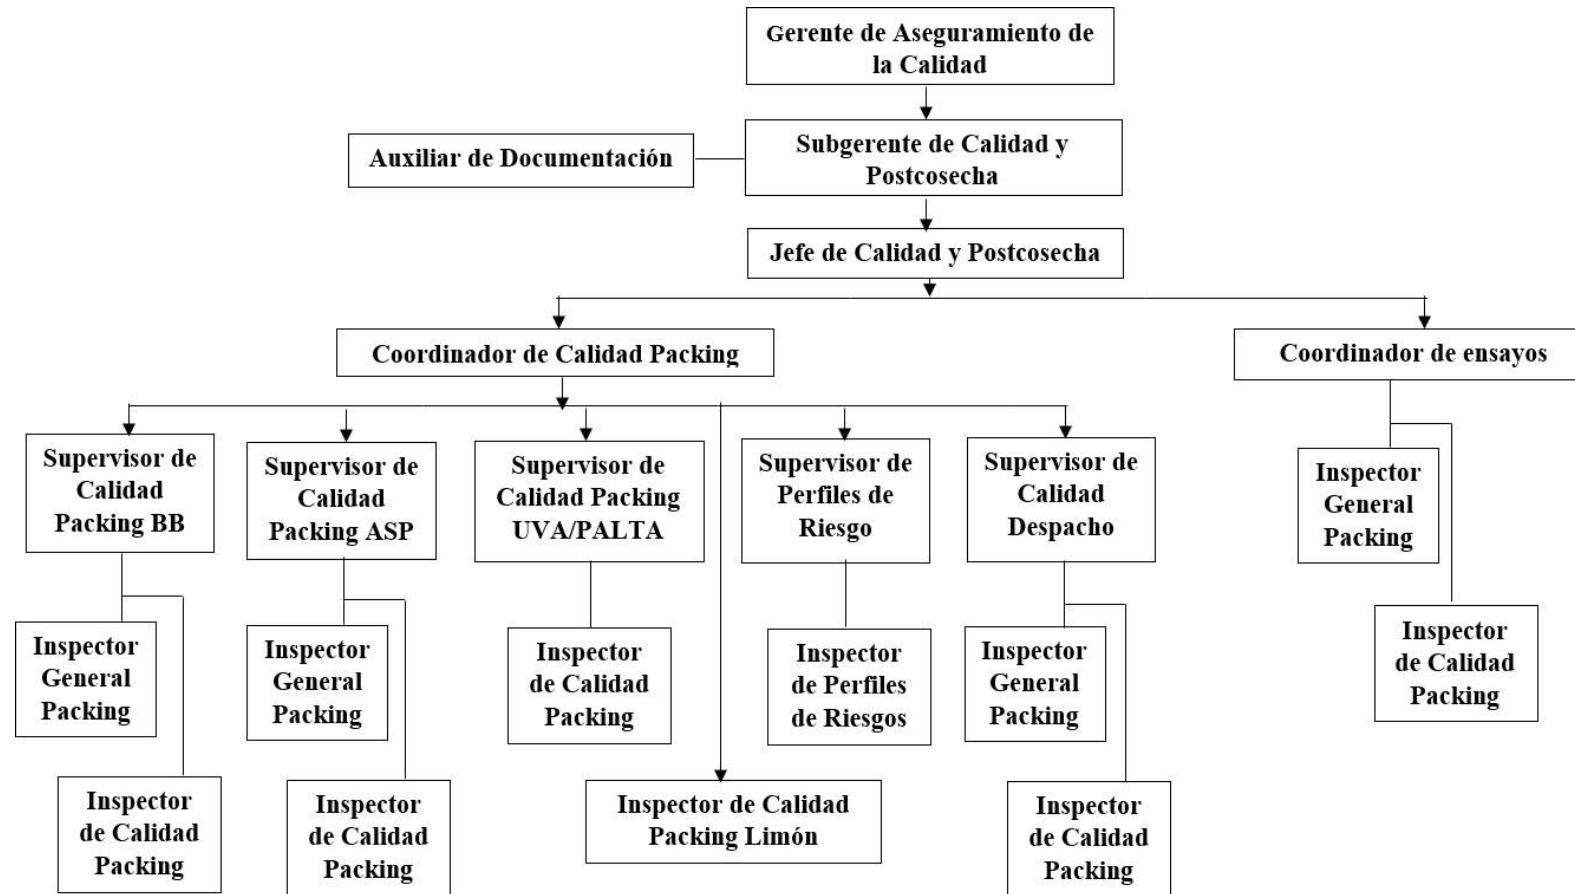 Gerente de Aseguramiento de
la Calidad
Auxiliar de Documentación
Subgerente de Calidad y
Postcosecha
Jefe de Calidad y Postcosecha
Coordinador de Calidad Packing
Coordinador de ensayos
Supervisor de
Calidad
Packing BB
Supervisor de
Calidad
Packing ASP
Supervisor de
Calidad Packing
UVA/PALTA
Supervisor de
Perfiles de
Riesgo
Supervisor de
Calidad
Despacho
Inspector
General
Packing
Inspector
de Calidad
Packing
Inspector
General
Packing
Inspector
General
Packing
Inspector
de Calidad
Packing
Inspector
de Perfiles
de Riesgos
Inspector
General
Packing
Inspector
de Calidad
Packing
Inspector
de Calidad
Packing
Inspector de Calidad
Packing Limón
Inspector
de Calidad
Packing